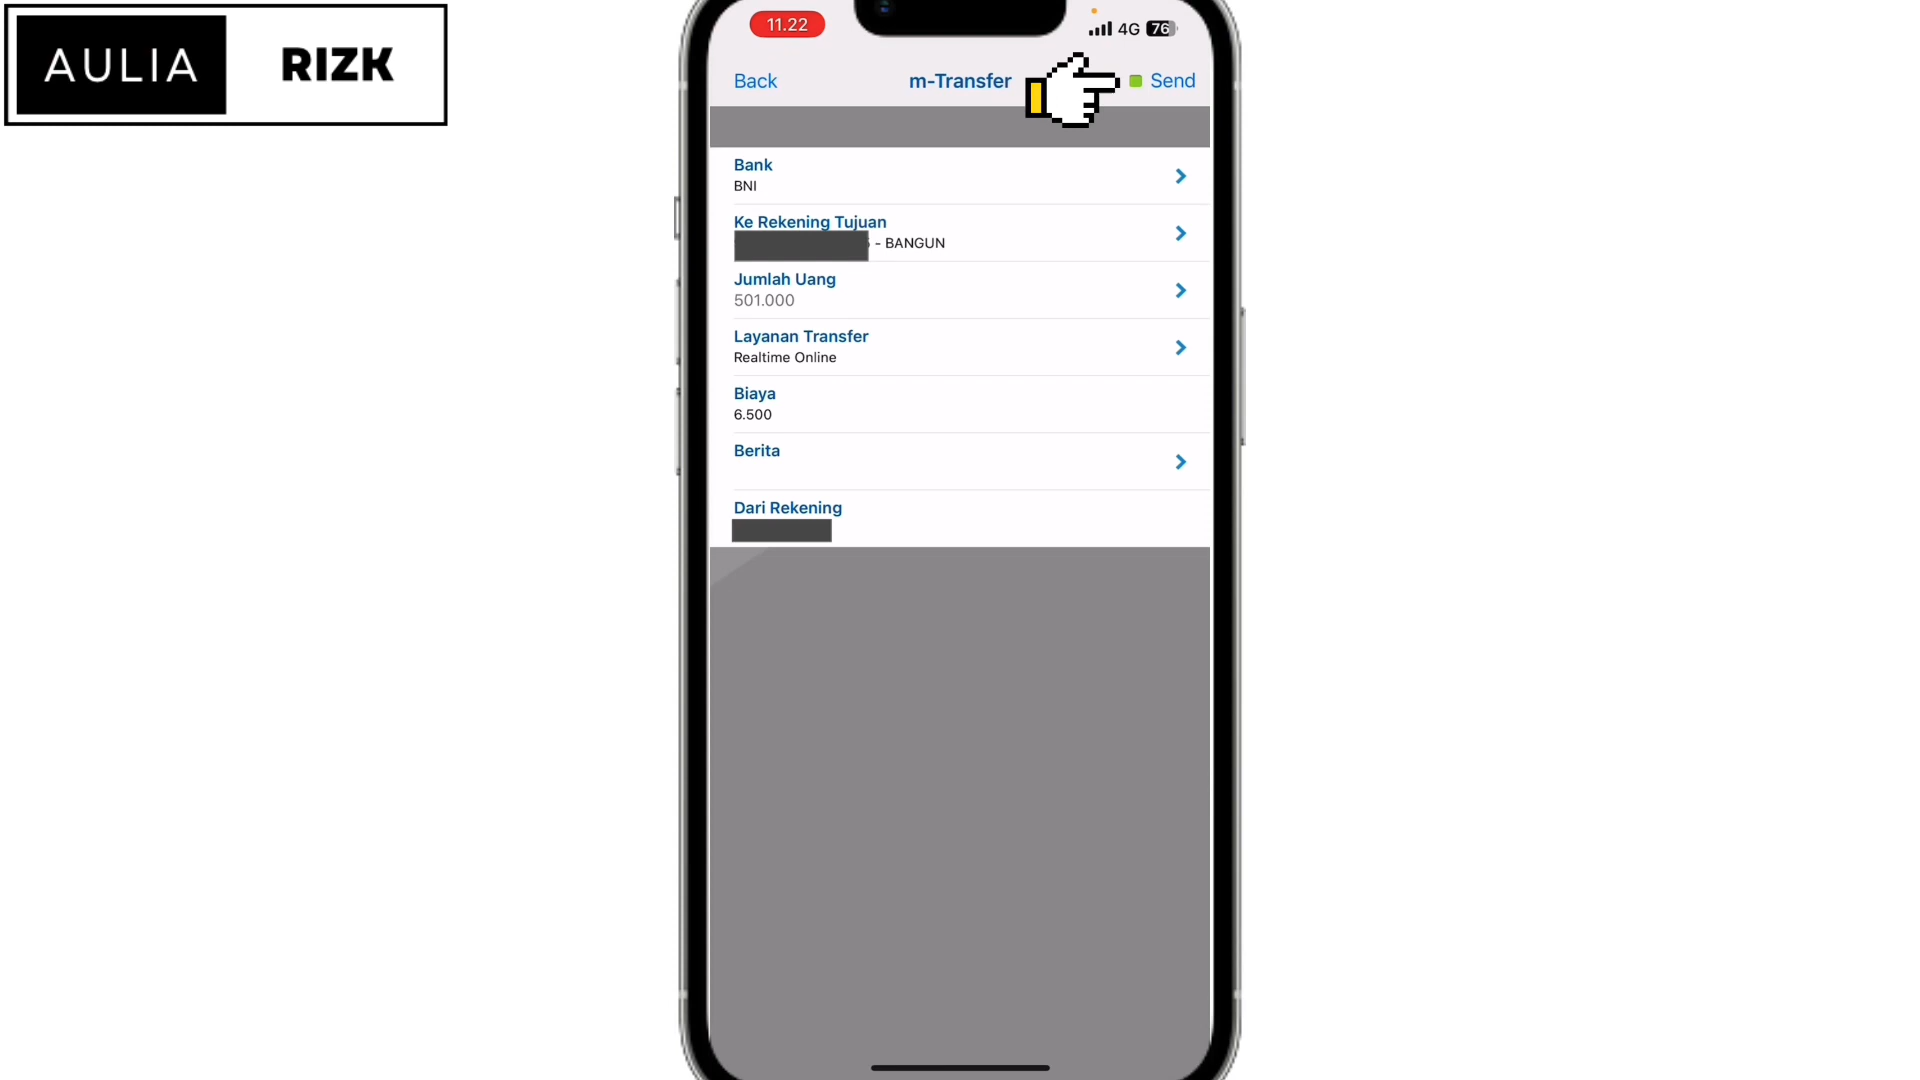 AULIA RIZK
11.22
4G 76
Back m-Transfer Send
Bank
BNI
Ke Rekening Tujuan
- BANGUN
Jumlah Uang
501.000
Layanan Transfer
Realtime Online
Biaya
6.500
Berita
Dari Rekening